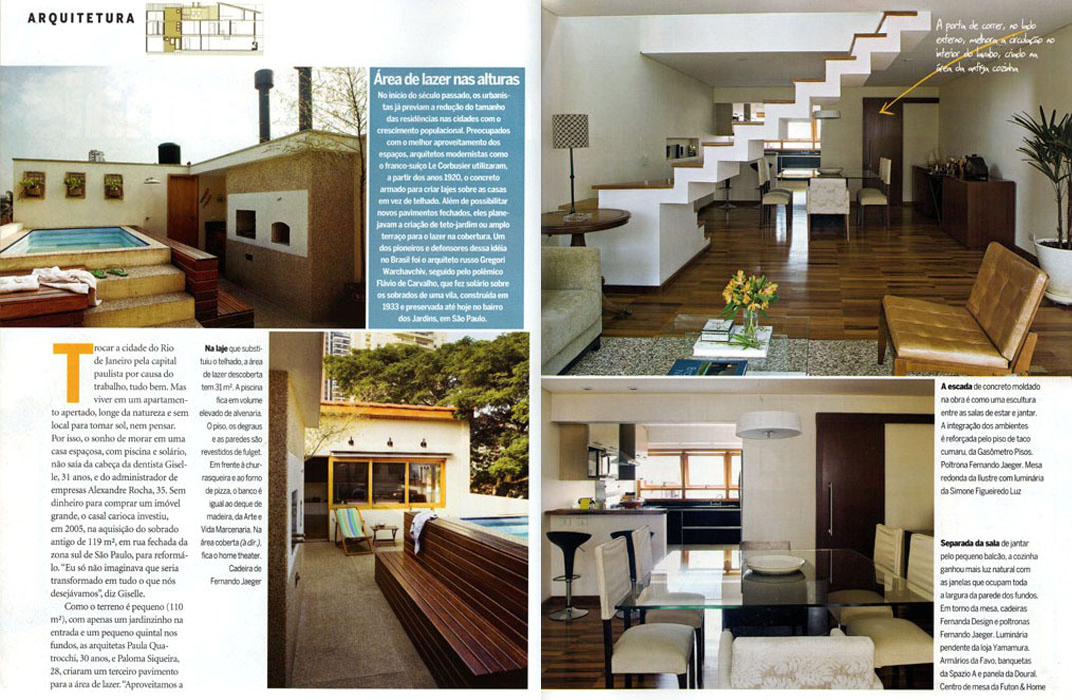 ARQUITETURA
Área de lazer nas alturas
No início do século passado, os urbanis-
tas já previam a redução do tamanho
das residências nas cidades com o
crescimento populacional. Preocupados
com o melhor aproveitamento dos
espaços, arquitetos modernistas como
o franco-suíço Le Corbusier utilizaram,
a partir dos anos 1920, o concreto
armado para criar lajes sobre as casas
em vez de telhado. Além de possibilitar
novos pavimentos fechados, eles plane-
javam a criação de teto-jardim ou amplo
terraço para o lazer na cobertura. Um
dos pioneiros e defensores dessa idéia
no Brasil foi o arquiteto russo Gregori
Warchavchiv, seguido pelo polêmico
Flávio de Carvalho, que fez solário sobre
os sobrados de uma vila, construída em
1933 e preservada até hoje no bairro
dos Jardins, em São Paulo.
Trocar a cidade do Rio
de Janeiro pela capital
paulista por causa do
trabalho, tudo bem. Mas
viver em um apartamen-
to apertado, longe da natureza e sem
local para tomar sol, nem pensar.
Por isso, o sonho de morar em uma
casa espaçosa, com piscina e solário,
não saía da cabeça da dentista Gisel-
le, 31 anos, e do administrador de
empresas Alexandre Rocha, 35. Sem
dinheiro para comprar um imóvel
grande, o casal carioca investiu,
em 2005, na aquisição do sobrado
antigo de 119 m², em rua fechada da
zona sul de São Paulo, para reformá-
lo. “Eu só não imaginava que seria
transformado em tudo o que nós
desejávamos”, diz Giselle.
Como o terreno é pequeno (110
m²), com apenas um jardinzinho na
entrada e um pequeno quintal nos
fundos, as arquitetas Paula Qua-
trocchi, 30 anos, e Paloma Siqueira,
28, criaram um terceiro pavimento
para a área de lazer. “Aproveitamos a
Na laje que substi-
tuiu o telhado, a área
de lazer descoberta
tem 31 m². A piscina
fica em volume
elevado de alvenaria.
O piso, os degraus
e as paredes são
revestidos de fulget.
Em frente à chur-
rasqueira e ao forno
de pizza, o banco é
igual ao deque de
madeira, da Arte e
Vida Marcenaria. Na
área coberta (à dir.),
fica o home theater.
Cadeira de
Fernando Jaeger
A porta de correr, no lado
externo, melhora a circulação no
interior do lavabo, criado na
área da antiga cozinha
A escada de concreto moldado
na obra é como uma escultura
entre as salas de estar e jantar.
A integração dos ambientes
é reforçada pelo piso de taco
cumaru, da Gasômetro Pisos.
Poltrona Fernando Jaeger. Mesa
redonda da Ilustre com luminária
da Simone Figueiredo Luz
Separada da sala de jantar
pelo pequeno balcão, a cozinha
ganhou mais luz natural com
as janelas que ocupam toda
a largura da parede dos fundos.
Em torno da mesa, cadeiras
Fernanda Design e poltronas
Fernando Jaeger. Luminária
pendente da loja Yamamura.
Armários da Favo, banquetas
da Spazio A e panela da Doural.
Centro de mesa da Futon & Home